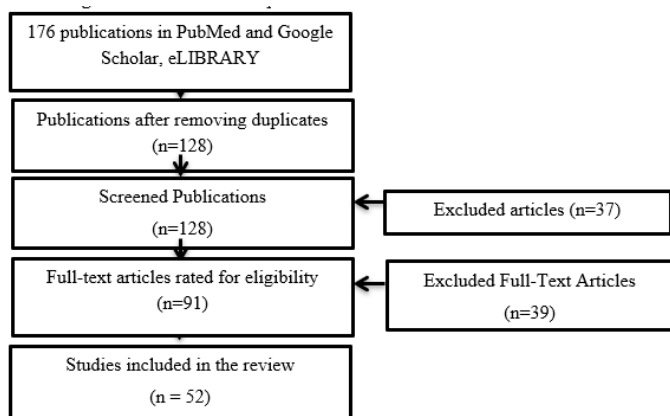 176 publications in PubMed and Google
Scholar, eLIBRARY
Publications after removing duplicates
(n=128)
Screened Publications
(n=128)
Excluded articles (n=37)
Full-text articles rated for eligibility
(n=91)
Excluded Full-Text Articles
(n=39)
Studies included in the review
(n = 52)